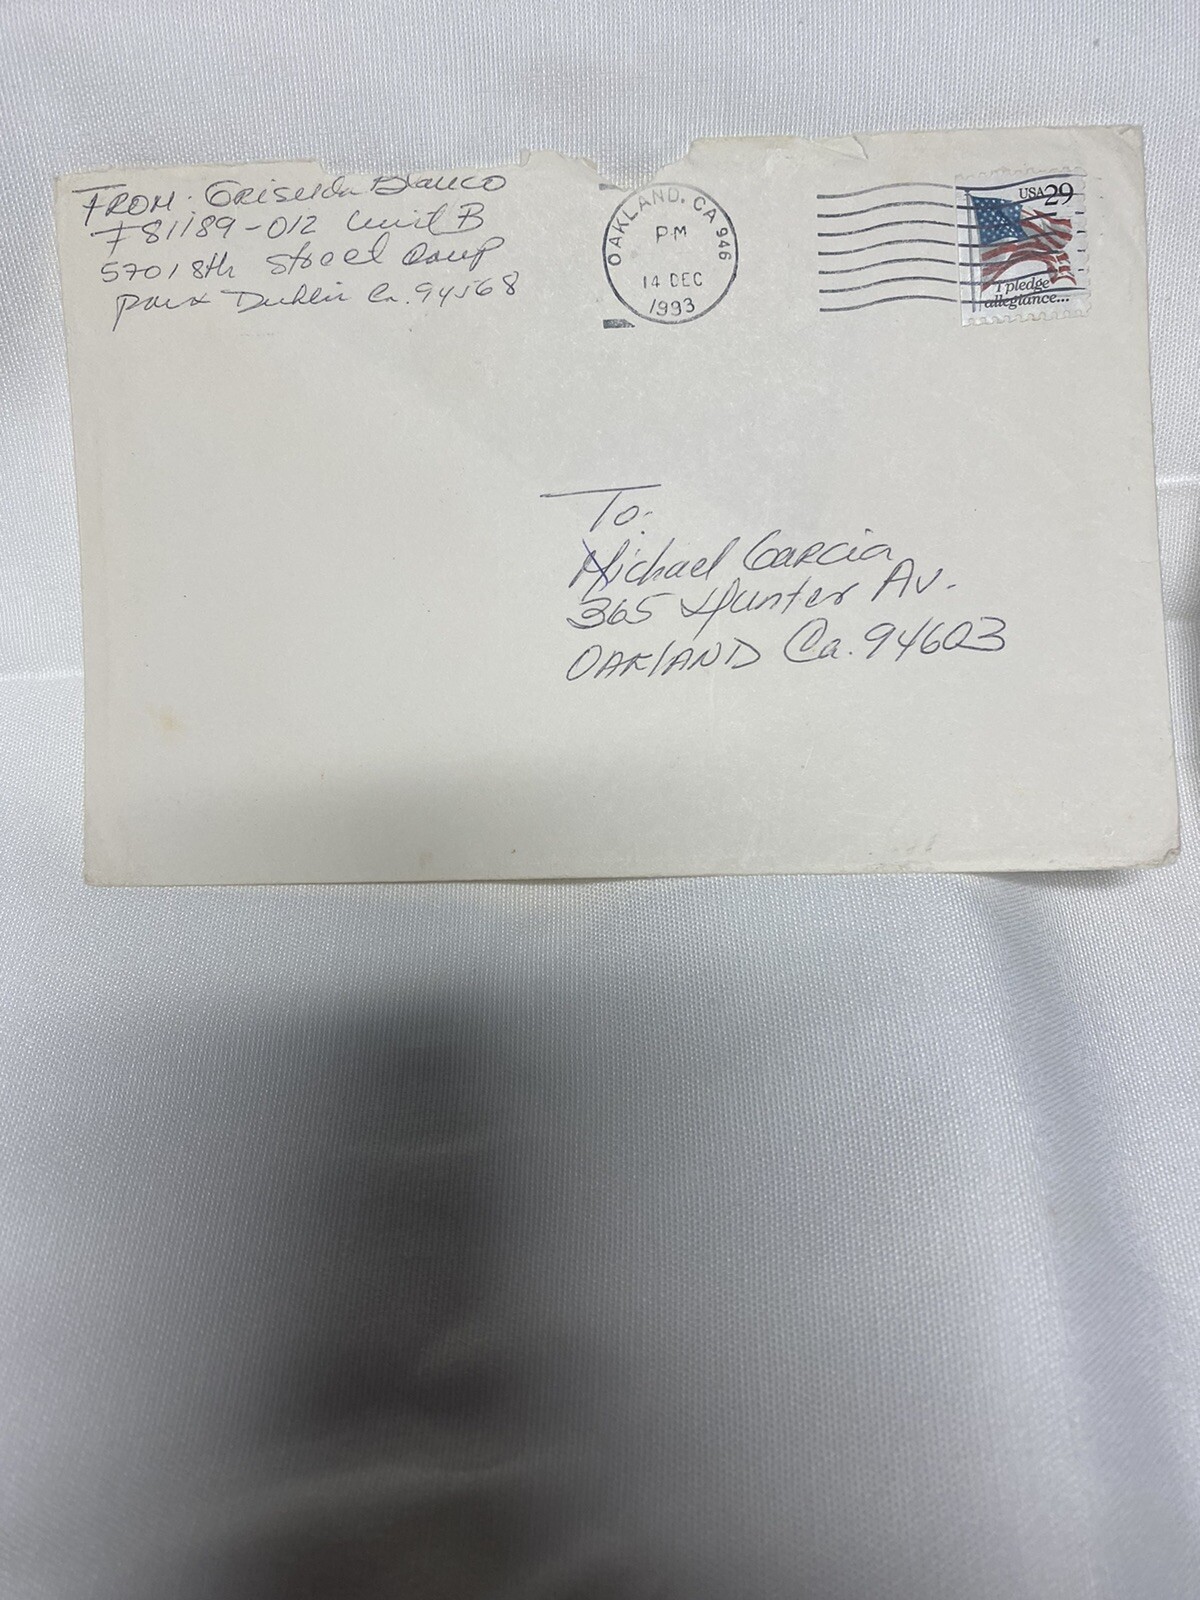 FROM. Griselda Blanco
# 81189-012 Unit B
5701 8th Street Camp
Park Dublin Ca. 94568
OAKLAND, CA 946
PM
14 DEC
1993
USA 29
I pledge
allegiance...
To:
Michael Garcia
365 Hunter Av.
OAKLAND Ca. 94603